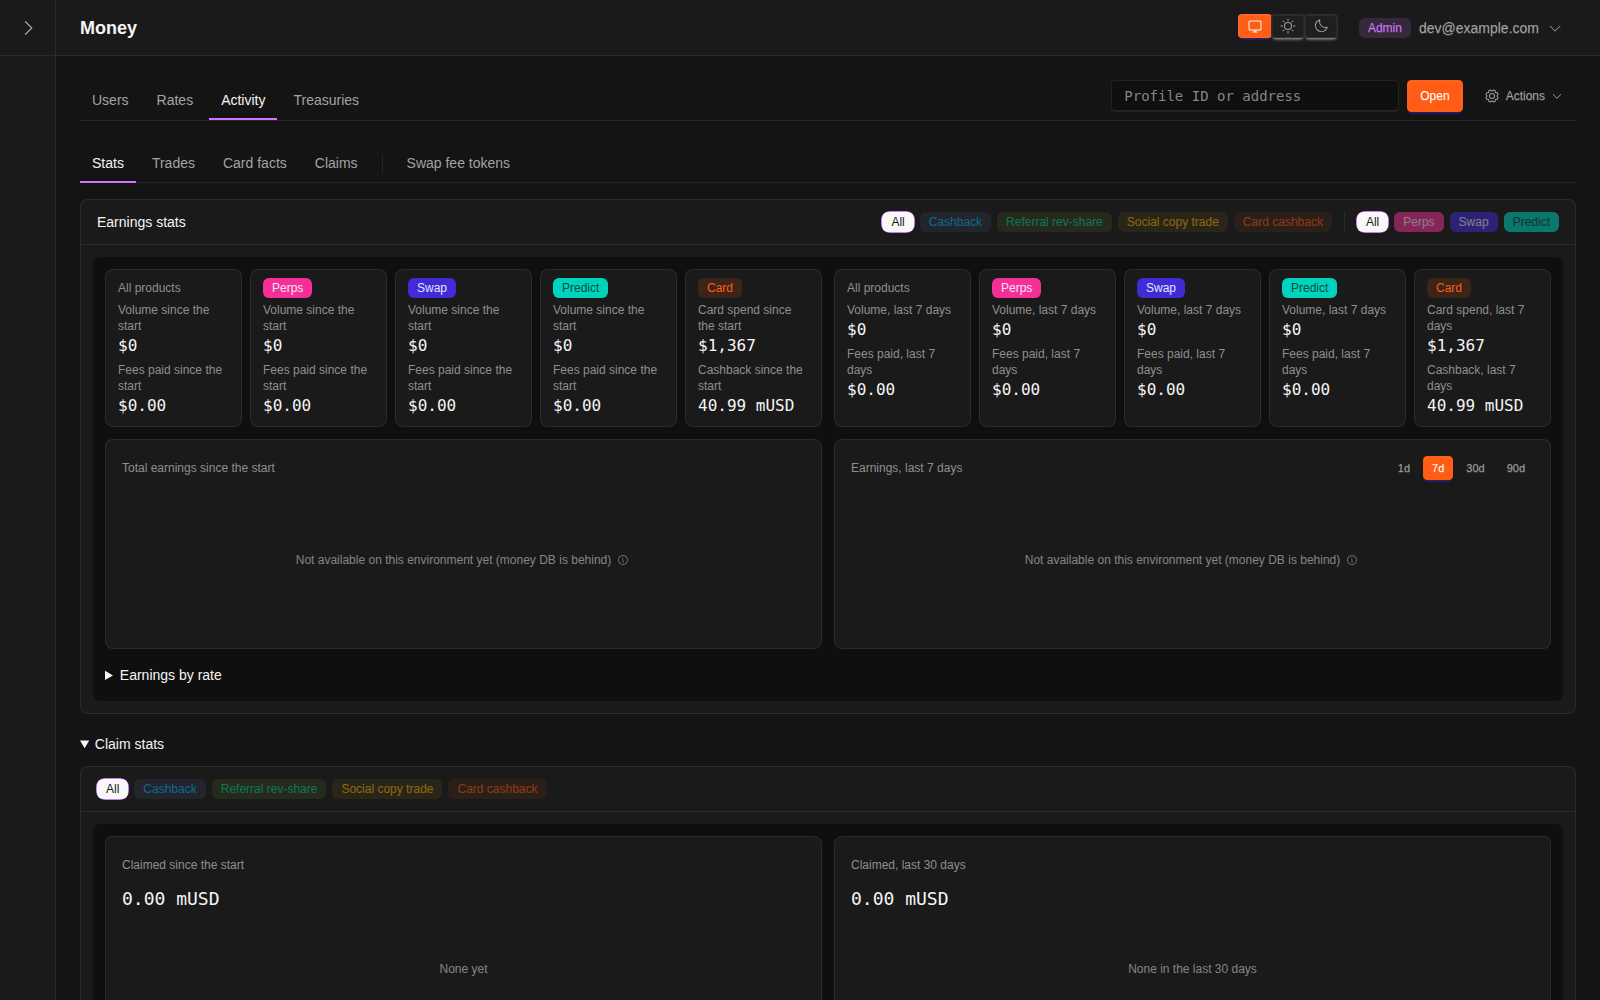 Money
Admin dev@example.com
Users Rates Activity Treasuries
Profile ID or address Open Actions
Stats Trades Card facts Claims Swap fee tokens
Earnings stats
All Cashback Referral rev-share Social copy trade Card cashback All Perps Swap Predict
All products
Volume since the
start
$0
Fees paid since the
start
$0.00
Perps
Volume since the
start
$0
Fees paid since the
start
$0.00
Swap
Volume since the
start
$0
Fees paid since the
start
$0.00
Predict
Volume since the
start
$0
Fees paid since the
start
$0.00
Card
Card spend since
the start
$1,367
Cashback since the
start
40.99 mUSD
All products
Volume, last 7 days
$0
Fees paid, last 7
days
$0.00
Perps
Volume, last 7 days
$0
Fees paid, last 7
days
$0.00
Swap
Volume, last 7 days
$0
Fees paid, last 7
days
$0.00
Predict
Volume, last 7 days
$0
Fees paid, last 7
days
$0.00
Card
Card spend, last 7
days
$1,367
Cashback, last 7
days
40.99 mUSD
Total earnings since the start
Not available on this environment yet (money DB is behind)
Earnings, last 7 days 1d 7d 30d 90d
Not available on this environment yet (money DB is behind)
Earnings by rate
Claim stats
All Cashback Referral rev-share Social copy trade Card cashback
Claimed since the start
0.00 mUSD
None yet
Claimed, last 30 days
0.00 mUSD
None in the last 30 days